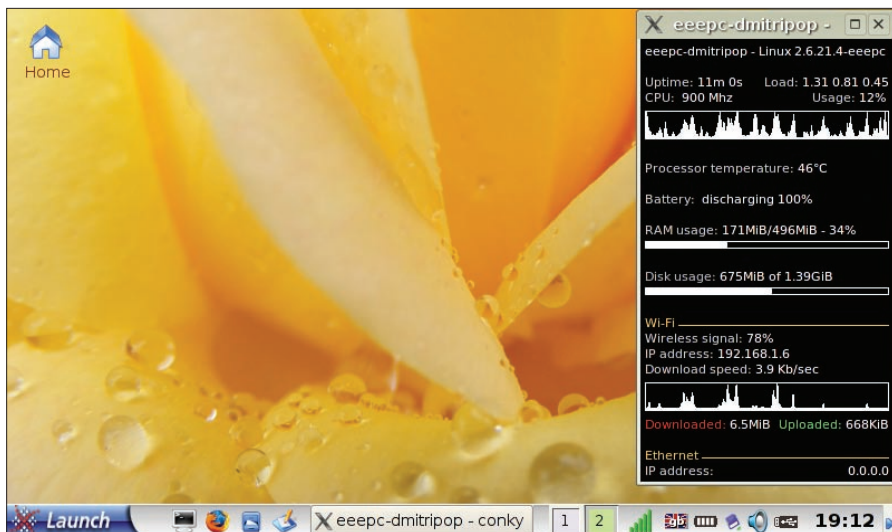 Home
eeepc-dmitripop -
eeepc-dmitripop - Linux 2.6.21.4-eeepc
Uptime: 11m 0s Load: 1.31 0.81 0.45
CPU: 900 Mhz Usage: 12%
Processor temperature: 46°C
Battery: discharging 100%
RAM usage: 171MiB/496MiB - 34%
Disk usage: 675MiB of 1.39GiB
Wi-Fi
Wireless signal: 78%
IP address: 192.168.1.6
Download speed: 3.9 Kb/sec
Downloaded: 6.5MiB Uploaded: 668KiB
Ethernet
IP address: 0.0.0.0
Launch
eeepc-dmitripop - conky
1 2
gb
19:12